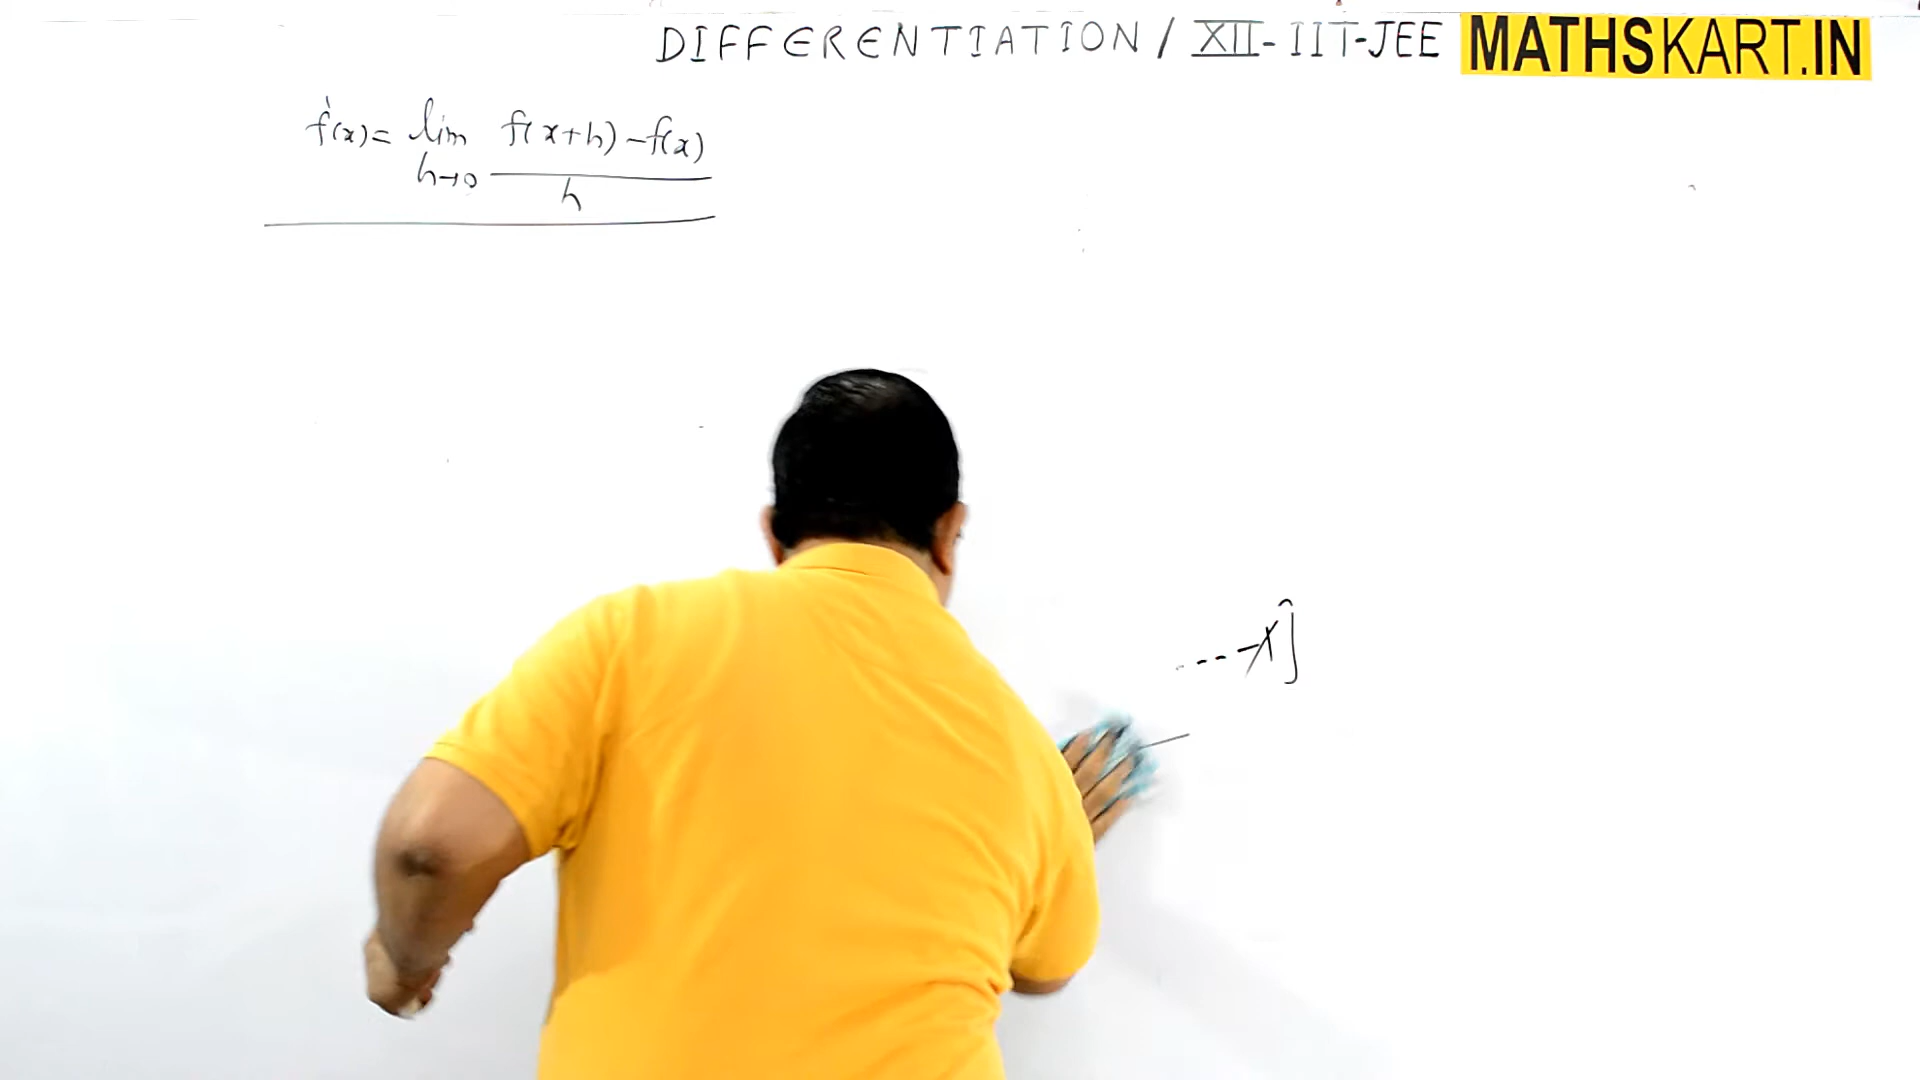 DIFFERENTIATION / XII - IIT-JEE MATHSKART.IN
f'(x) = lim f(x+h) - f(x)
h→0 h